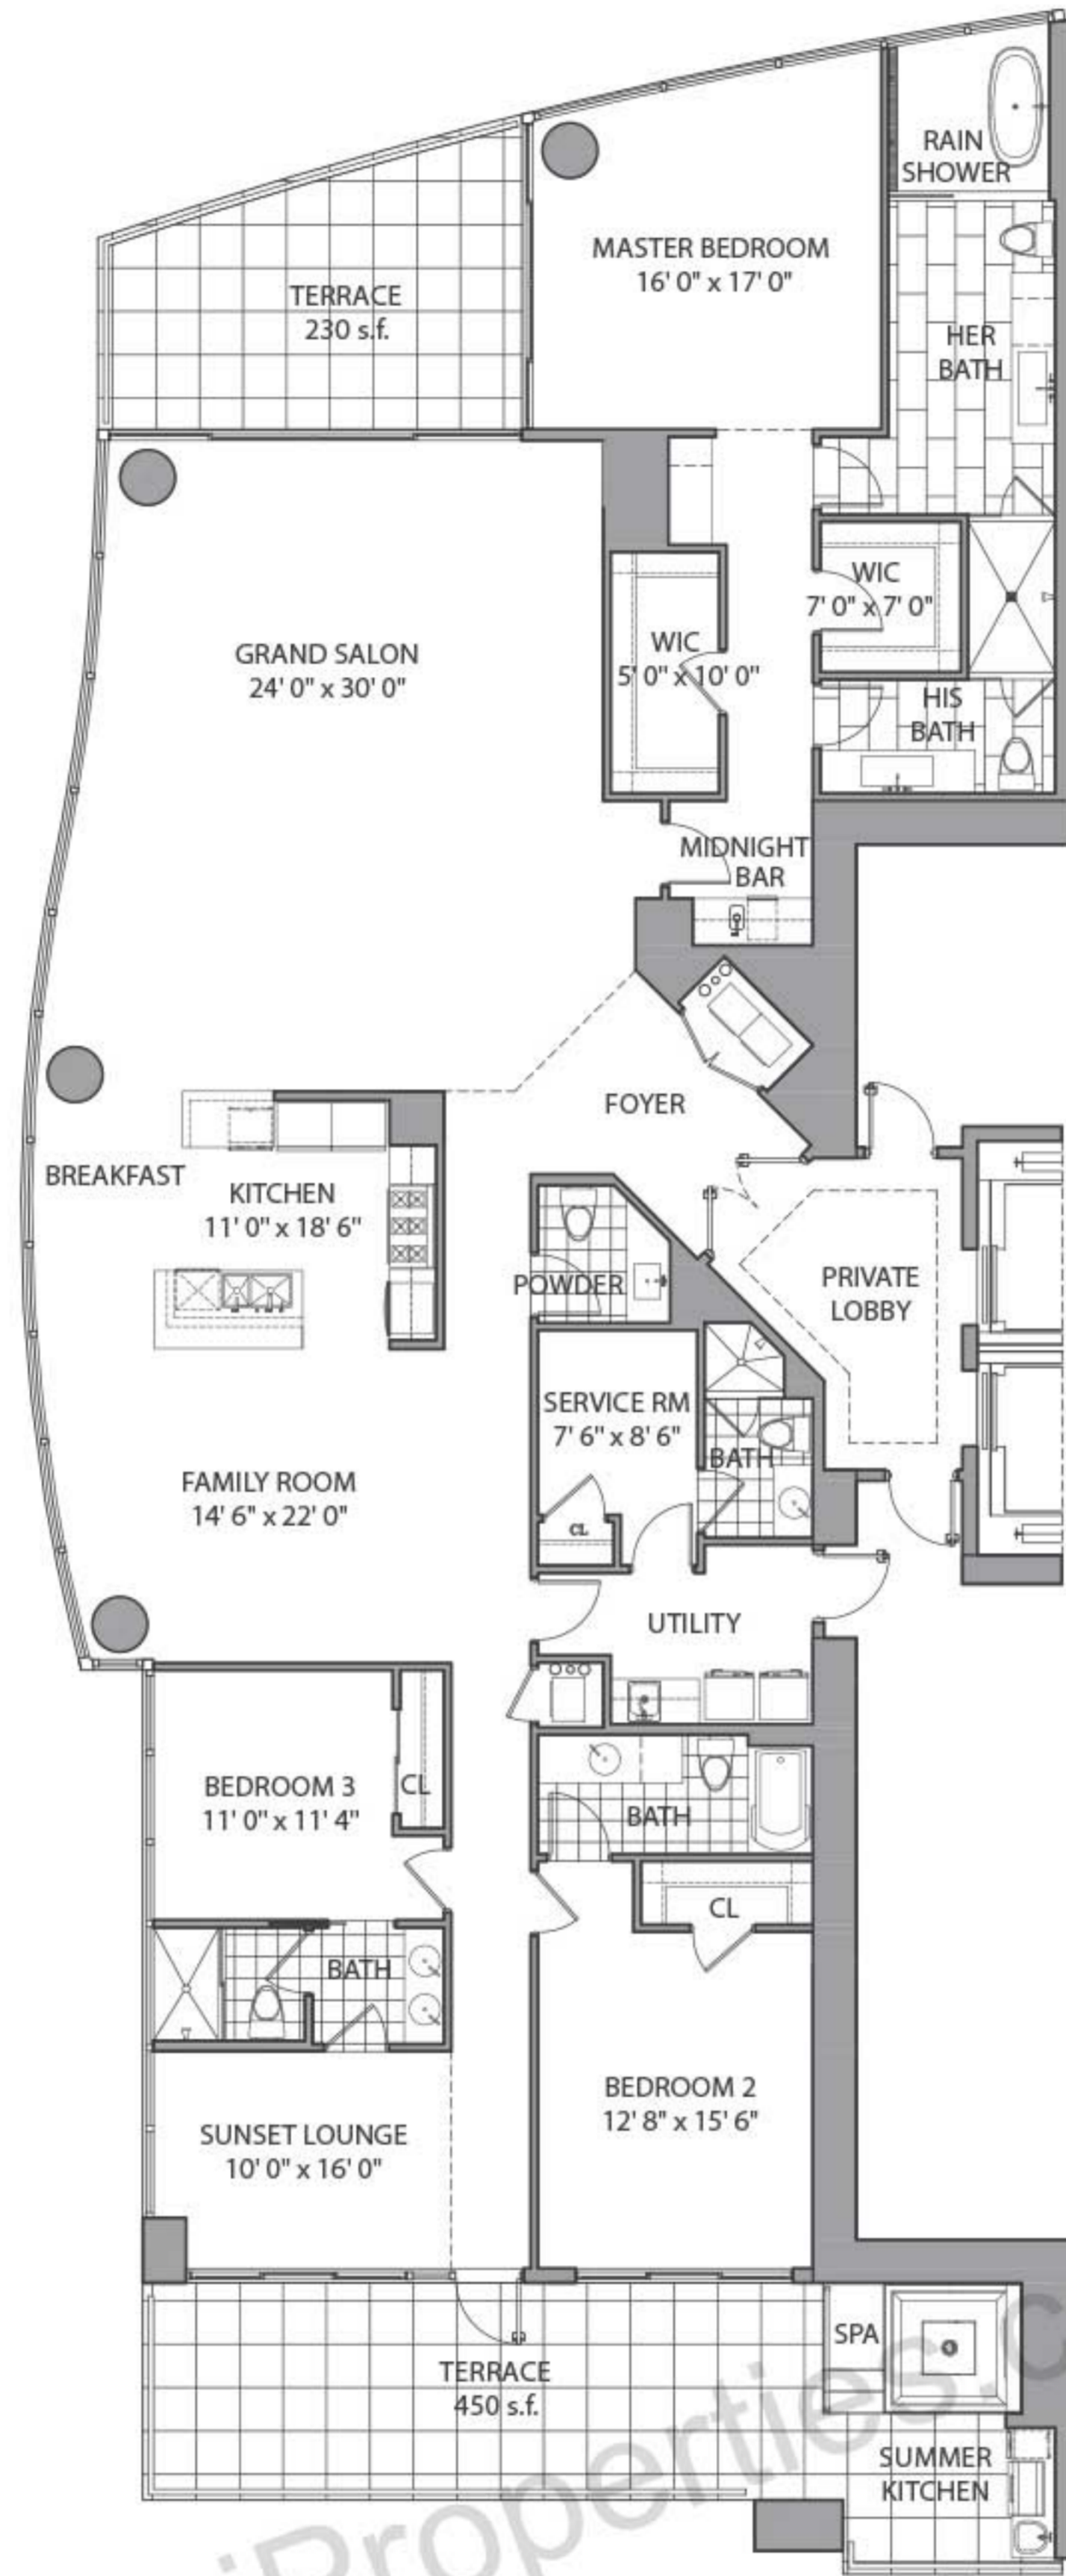 RAIN
SHOWER
MASTER BEDROOM
16' 0" x 17' 0"
TERRACE
230 s.f.
HER
BATH
WIC
7' 0" x 7' 0"
WIC
5' 0" x 10' 0"
GRAND SALON
24' 0" x 30' 0"
HIS
BATH
MIDNIGHT
BAR
FOYER
BREAKFAST
KITCHEN
11' 0" x 18' 6"
POWDER
PRIVATE
LOBBY
SERVICE RM
7' 6" x 8' 6"
BATH
CL
FAMILY ROOM
14' 6" x 22' 0"
UTILITY
BEDROOM 3
11' 0" x 11' 4"
CL
BATH
CL
BATH
BEDROOM 2
12' 8" x 15' 6"
SUNSET LOUNGE
10' 0" x 16' 0"
SPA
TERRACE
450 s.f.
SUMMER
KITCHEN
iProperties.c